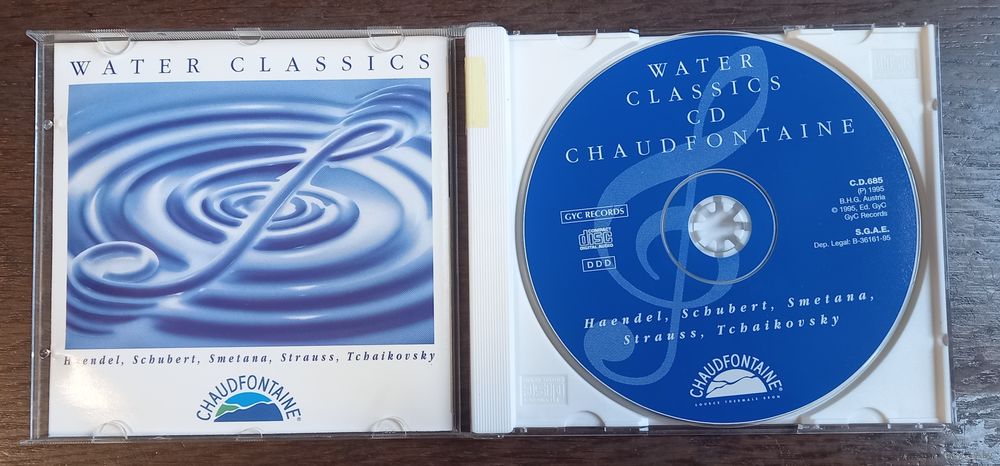 WATER CLASSICS
Haendel, Schubert, Smetana, Strauss, Tchaikovsky
CHAUDFONTAINE®
WATER
CLASSICS
CD
CHAUDFONTAINE
GYC RECORDS
COMPACT
disc
DIGITAL AUDIO
DDD
C.D.685
(P) 1995
B.H.G. Austria
© 1995, Ed. GyC
GyC Records
S.G.A.E.
Dep. Legal: B-36161-95
Haendel, Schubert, Smetana,
Strauss, Tchaikovsky
CHAUDFONTAINE®